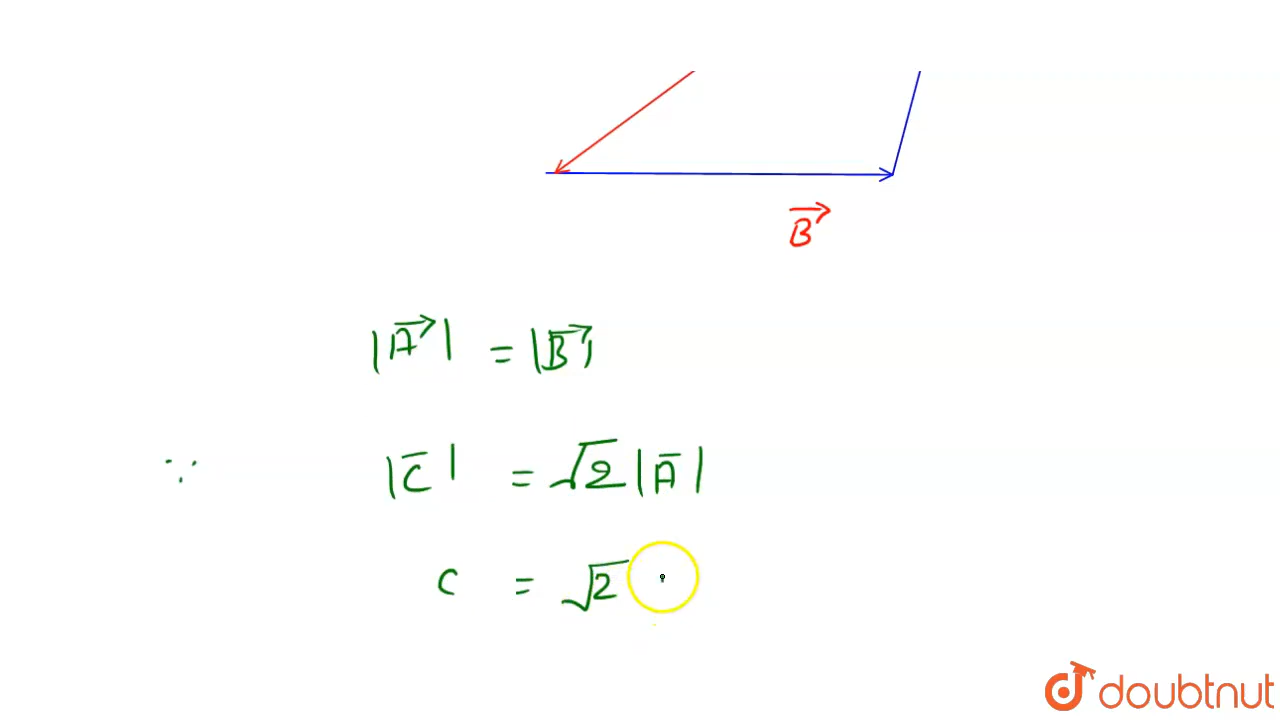 B⃗
|A⃗| = |B⃗|
∵ |C̅| = √2 |A̅|
C = √2
doubtnut